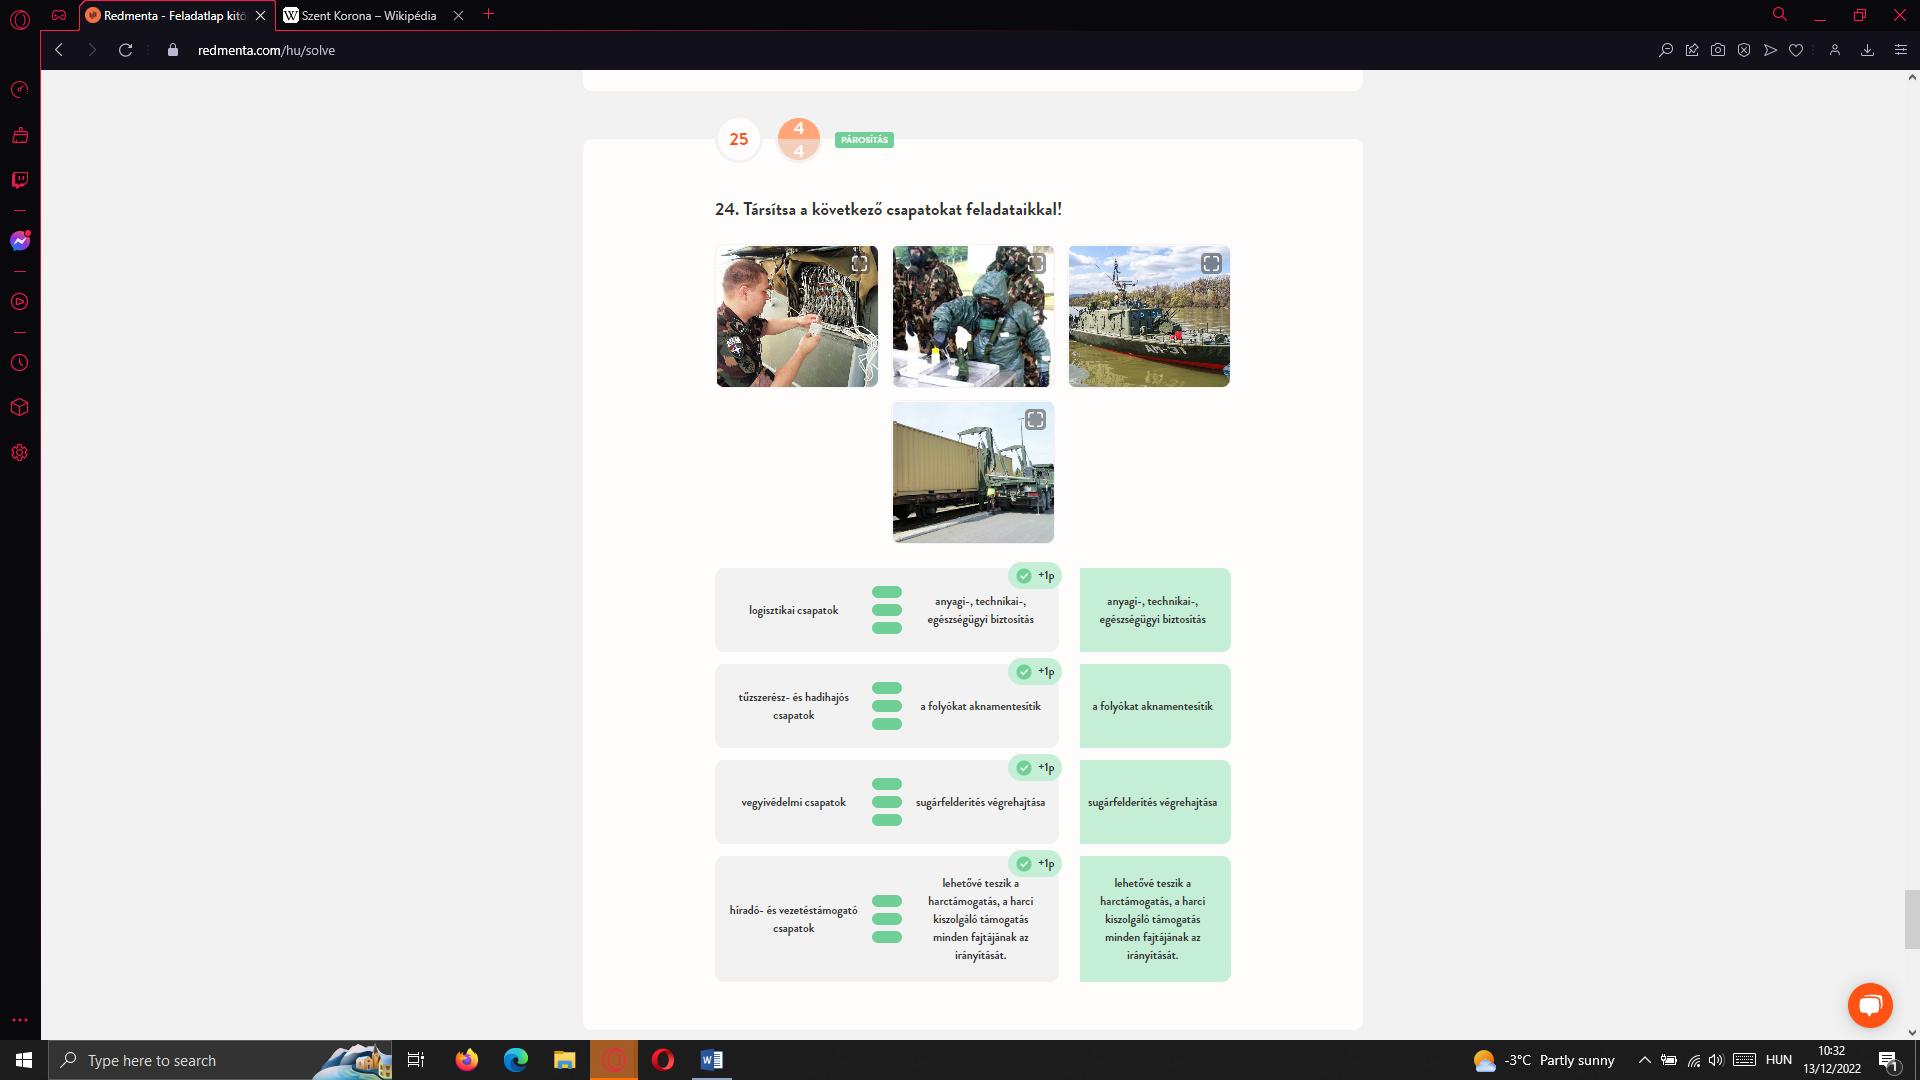 Redmenta - Feladatlap kitö
Szent Korona – Wikipédia
redmenta.com/hu/solve
25
4
4
PÁROSÍTÁS
24. Társítsa a következő csapatokat feladataikkal!
AM-31
logisztikai csapatok
+1p
anyagi-, technikai-,
egészségügyi biztosítás
anyagi-, technikai-,
egészségügyi biztosítás
tűzszerész- és hadihajós
csapatok
+1p
a folyókat aknamentesítik
a folyókat aknamentesítik
vegyivédelmi csapatok
+1p
sugárfelderítés végrehajtása
sugárfelderítés végrehajtása
híradó- és vezetéstámogató
csapatok
+1p
lehetővé teszik a
harctámogatás, a harci
kiszolgáló támogatás
minden fajtájának az
irányítását.
lehetővé teszik a
harctámogatás, a harci
kiszolgáló támogatás
minden fajtájának az
irányítását.
Type here to search
-3°C Partly sunny
HUN
10:32
13/12/2022
1